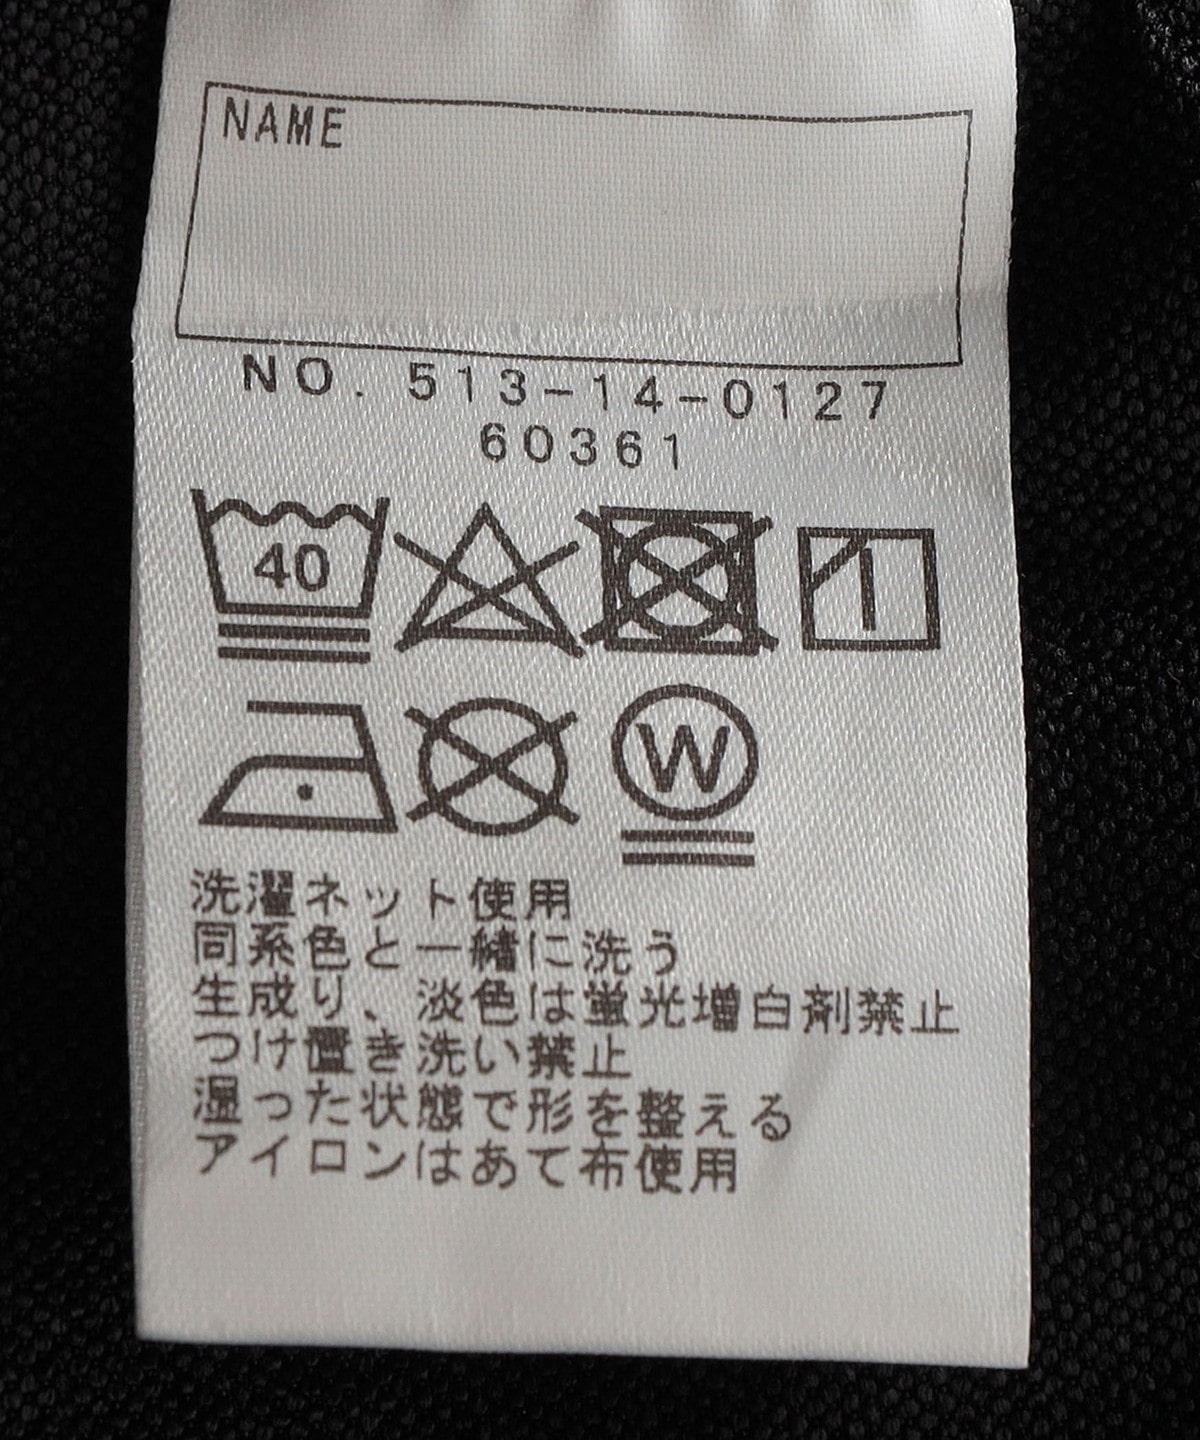 NAME
NO. 513-14-0127
60361
40
W
洗濯ネット使用
同系色と一緒に洗う
生成り、淡色は蛍光増白剤禁止
つけ置き洗い禁止
湿った状態で形を整える
アイロンはあて布使用